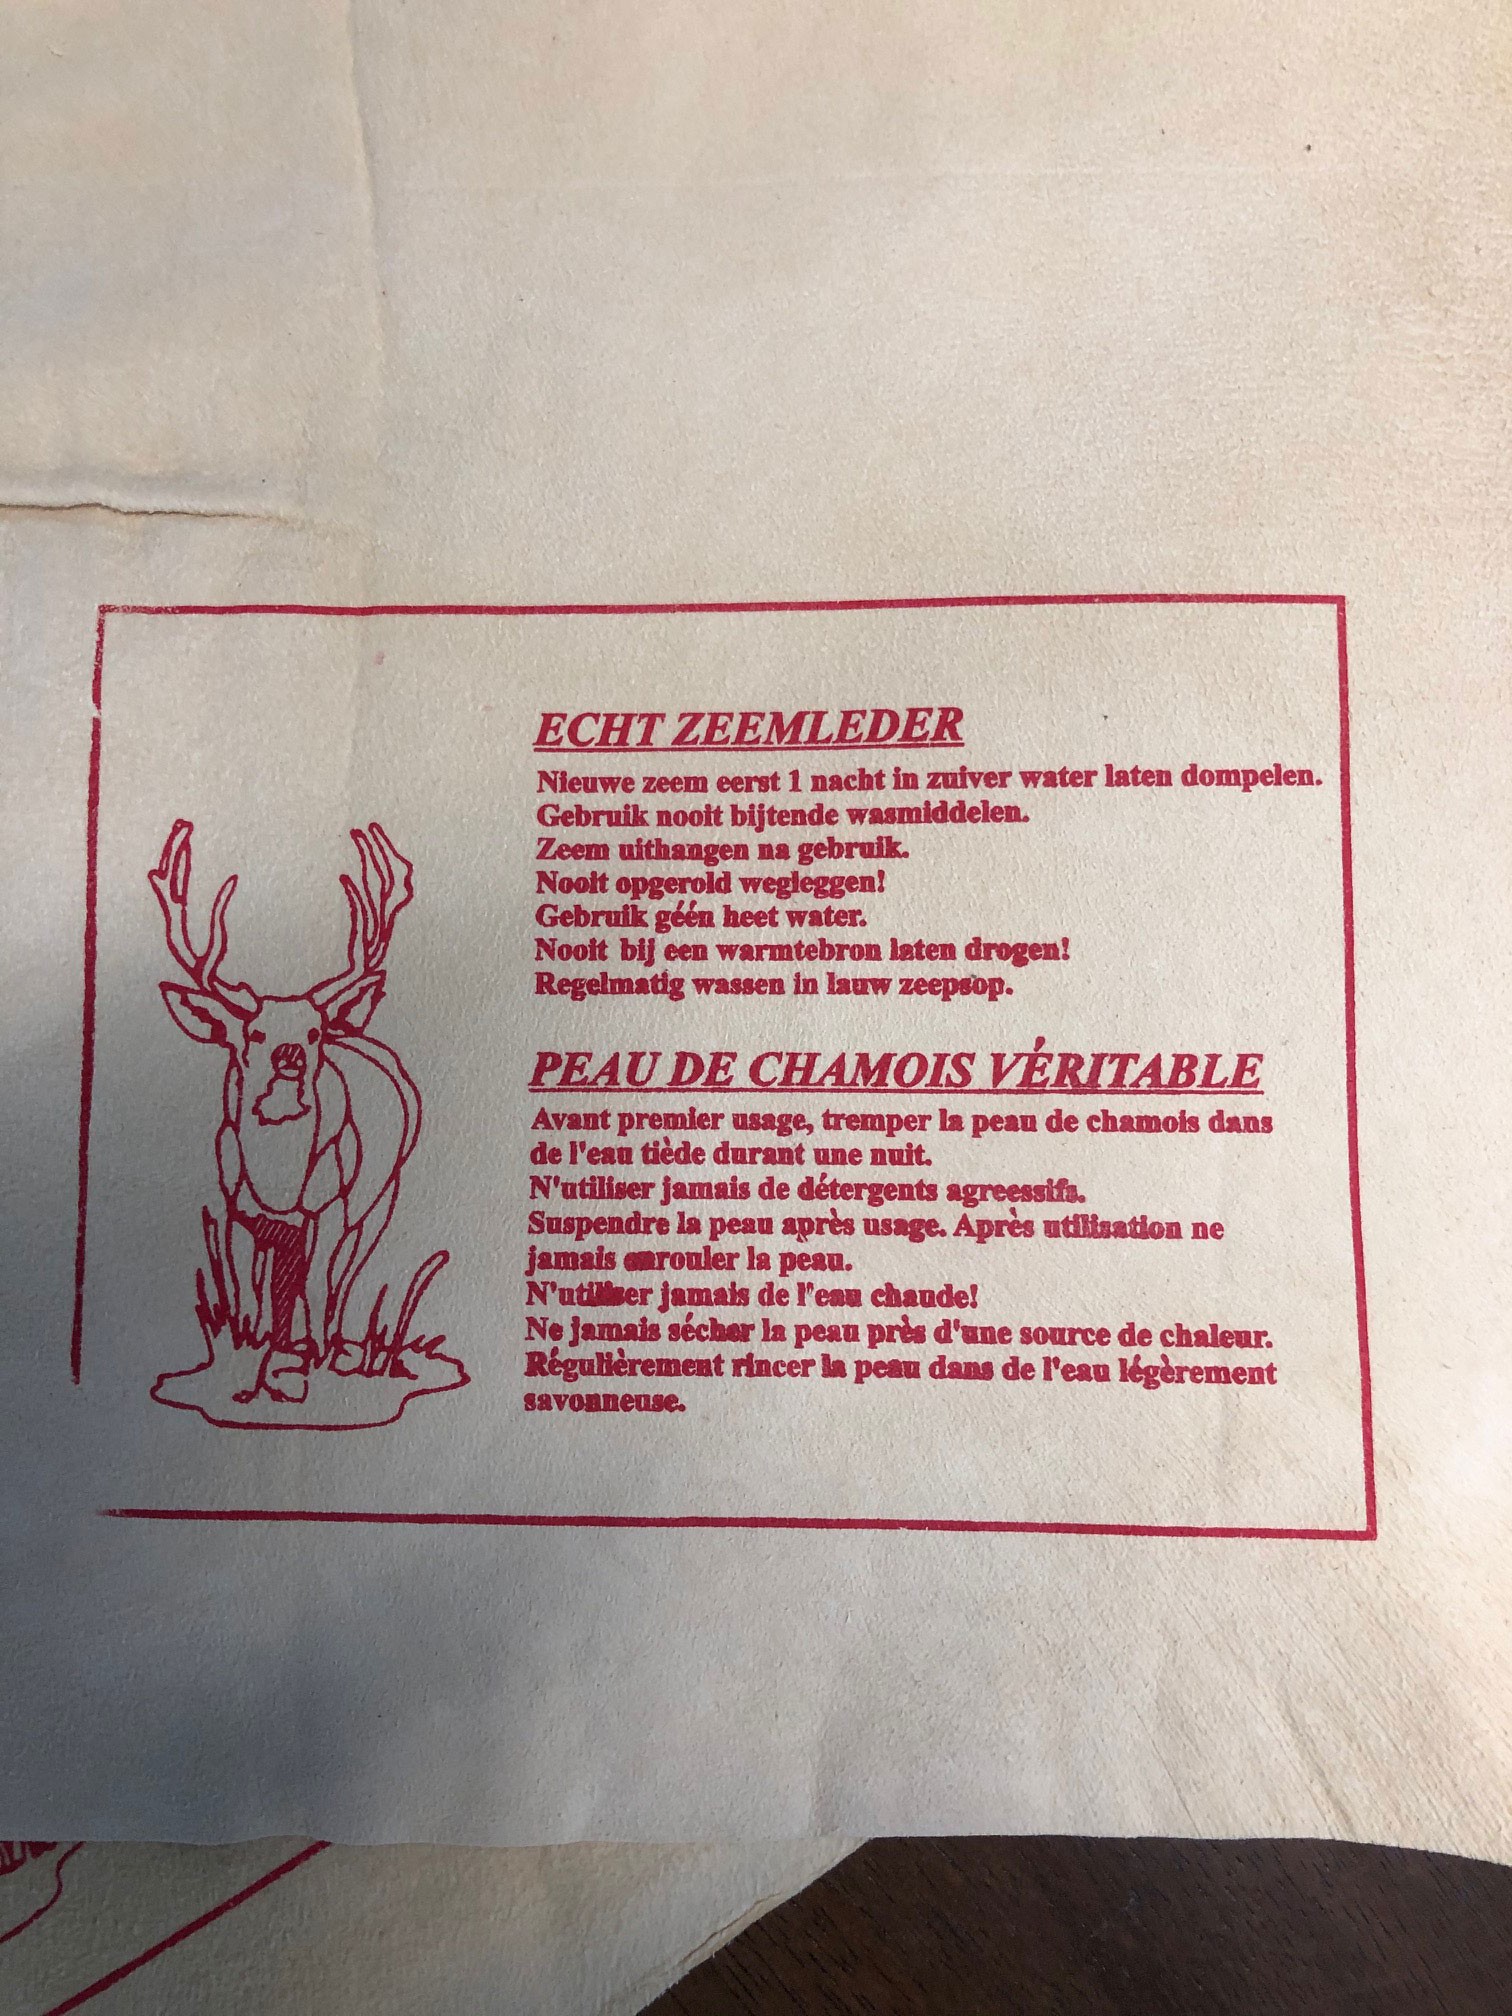 ECHT ZEEMLEDER
Nieuwe zeem eerst 1 nacht in zuiver water laten dompelen.
Gebruik nooit bijtende wasmiddelen.
Zeem uithangen na gebruik.
Nooit opgerold wegleggen!
Gebruik géén heet water.
Nooit bij een warmtebron laten drogen!
Regelmatig wassen in lauw zeepsop.
PEAU DE CHAMOIS VÉRITABLE
Avant premier usage, tremper la peau de chamois dans
de l'eau tiède durant une nuit.
N'utiliser jamais de détergents agreessifs.
Suspendre la peau après usage. Après utilisation ne
jamais enrouler la peau.
N'utiliser jamais de l'eau chaude!
Ne jamais sécher la peau près d'une source de chaleur.
Régulièrement rincer la peau dans de l'eau légèrement
savonneuse.